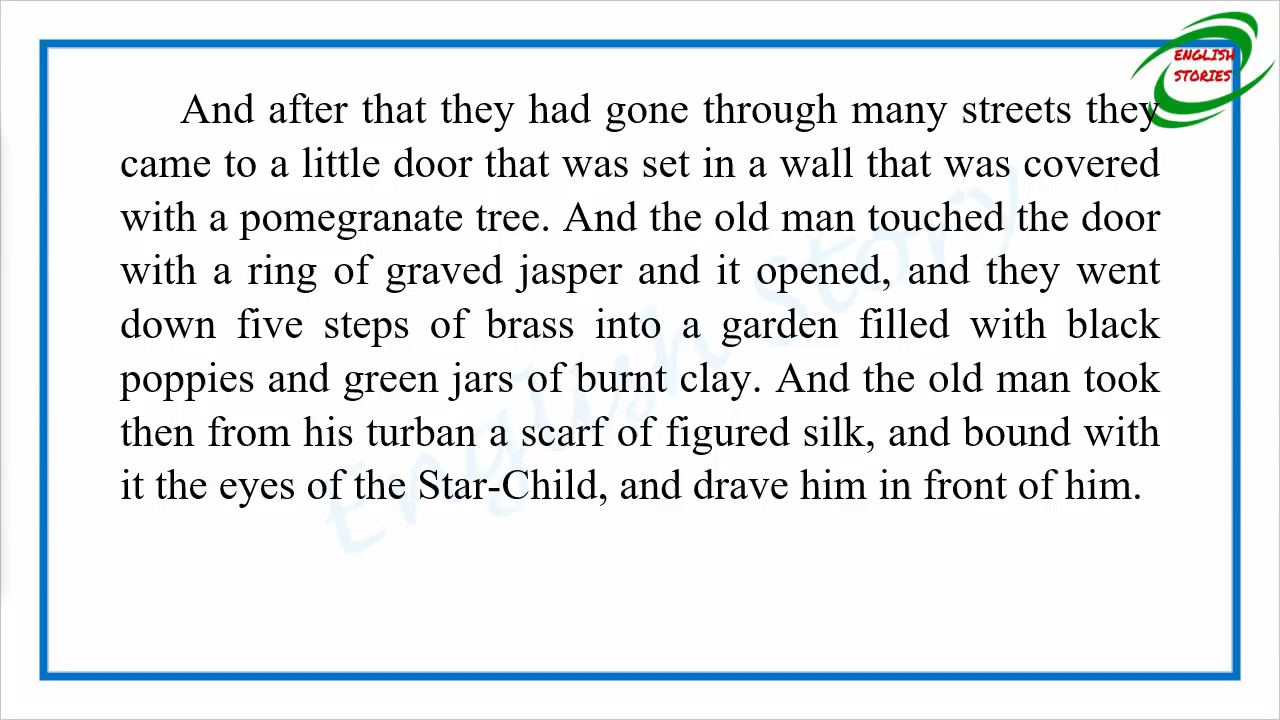 ENGLISH
STORIES
And after that they had gone through many streets they
came to a little door that was set in a wall that was covered
with a pomegranate tree. And the old man touched the door
with a ring of graved jasper and it opened, and they went
down five steps of brass into a garden filled with black
poppies and green jars of burnt clay. And the old man took
then from his turban a scarf of figured silk, and bound with
it the eyes of the Star-Child, and drave him in front of him.
English Story